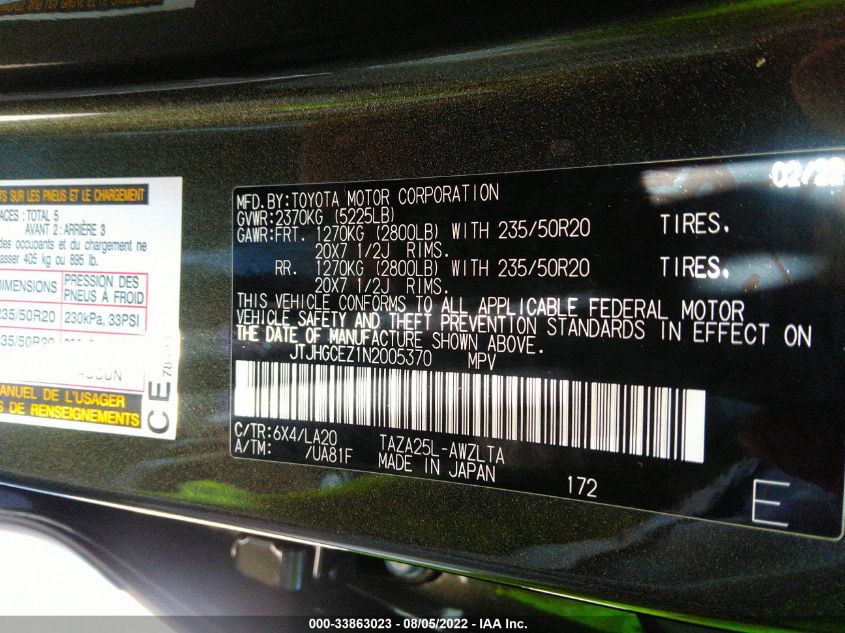 TS SUR LES PNEUS ET LE CHARGEMENT
ACES: TOTAL 5
AVANT 2: ARRIÈRE 3
des occupants et du chargement ne
asser 405 kg ou 895 lb.
DIMENSIONS PRESSION DES PNEUS À FROID
235/50R20 230kPa, 33PSI
35/50R20
CE
MANUEL DE L'USAGER
DE RENSEIGNEMENTS
02/22
MFD.BY:TOYOTA MOTOR CORPORATION
GVWR:2370KG (5225LB)
GAWR:FRT. 1270KG (2800LB) WITH 235/50R20 TIRES.
20X7 1/2J RIMS.
RR. 1270KG (2800LB) WITH 235/50R20 TIRES.
20X7 1/2J RIMS.
THIS VEHICLE CONFORMS TO ALL APPLICABLE FEDERAL MOTOR
VEHICLE SAFETY AND THEFT PREVENTION STANDARDS IN EFFECT ON
THE DATE OF MANUFACTURE SHOWN ABOVE.
JTJHGCEZ1N2005370 MPV
C/TR:6X4/LA20 TAZA25L-AWZLTA
A/TM: /UA81F MADE IN JAPAN
172
E
000-33863023 - 08/05/2022 - IAA Inc.